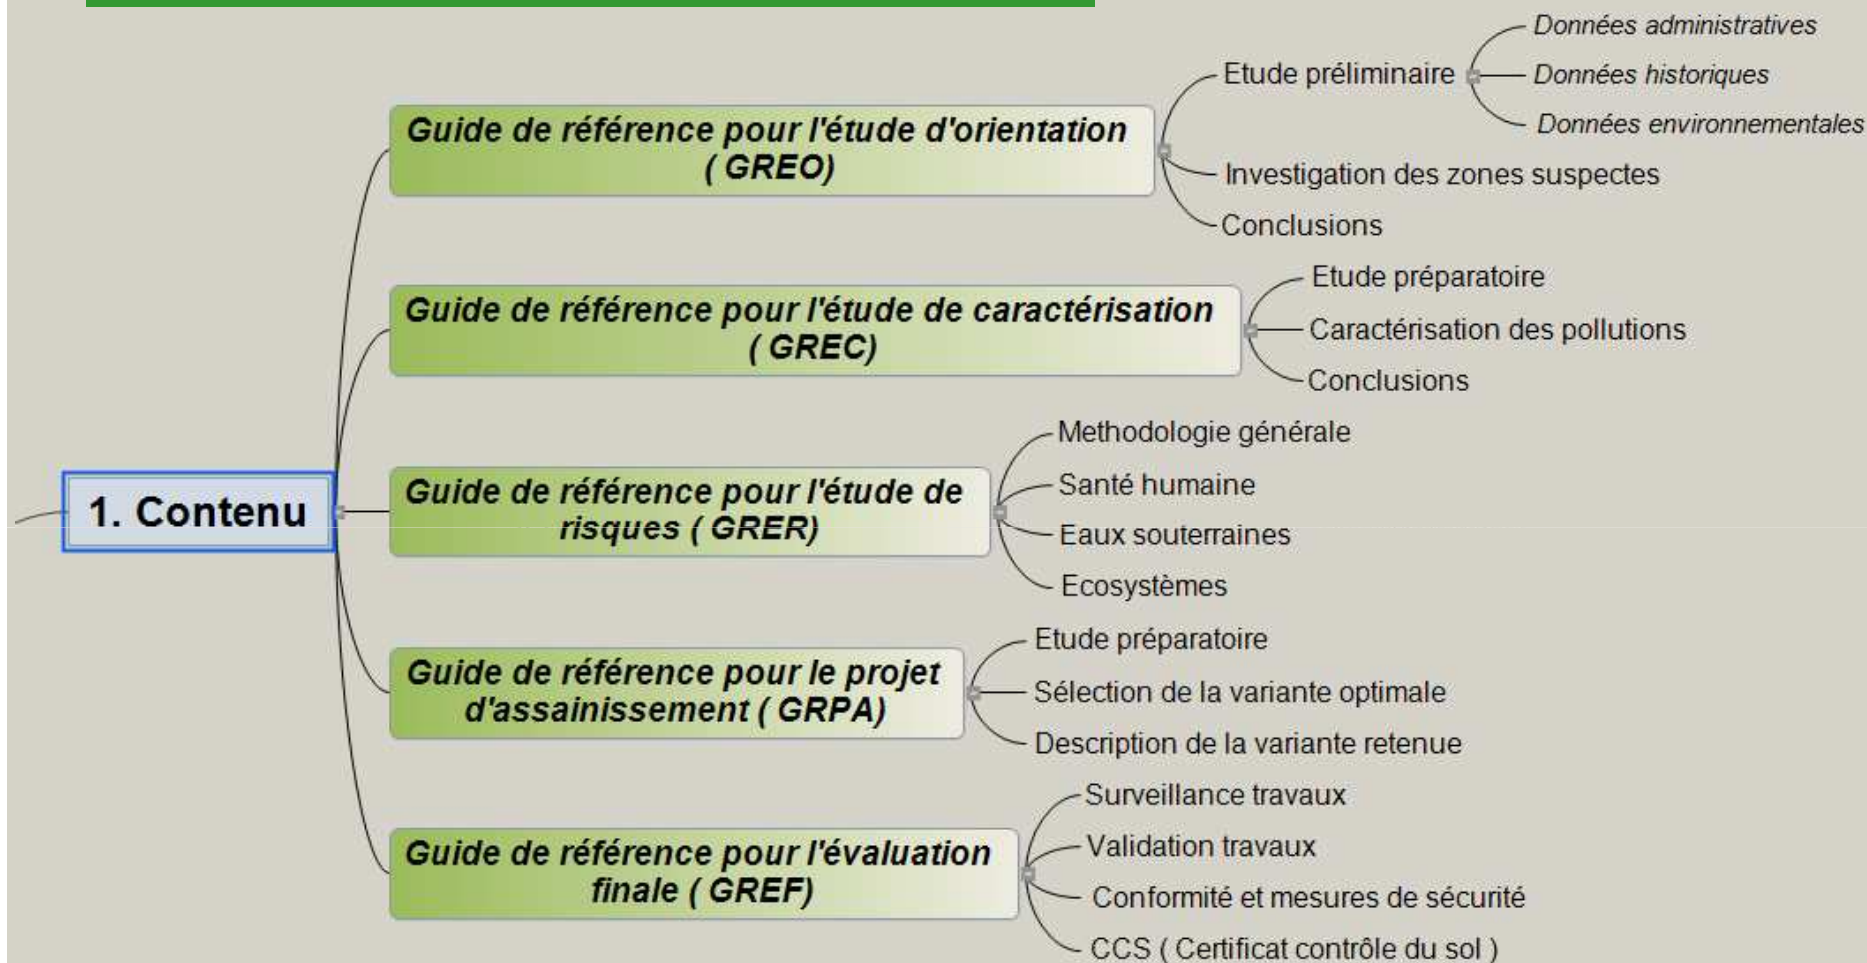 1. Contenu
Guide de référence pour l'étude d'orientation
( GREO)
Etude préliminaire
Données administratives
Données historiques
Données environnementales
Investigation des zones suspectes
Conclusions
Guide de référence pour l'étude de caractérisation
( GREC)
Etude préparatoire
Caractérisation des pollutions
Conclusions
Guide de référence pour l'étude de
risques ( GRER)
Methodologie générale
Santé humaine
Eaux souterraines
Ecosystèmes
Guide de référence pour le projet
d'assainissement ( GRPA)
Etude préparatoire
Sélection de la variante optimale
Description de la variante retenue
Guide de référence pour l'évaluation
finale ( GREF)
Surveillance travaux
Validation travaux
Conformité et mesures de sécurité
CCS ( Certificat contrôle du sol )